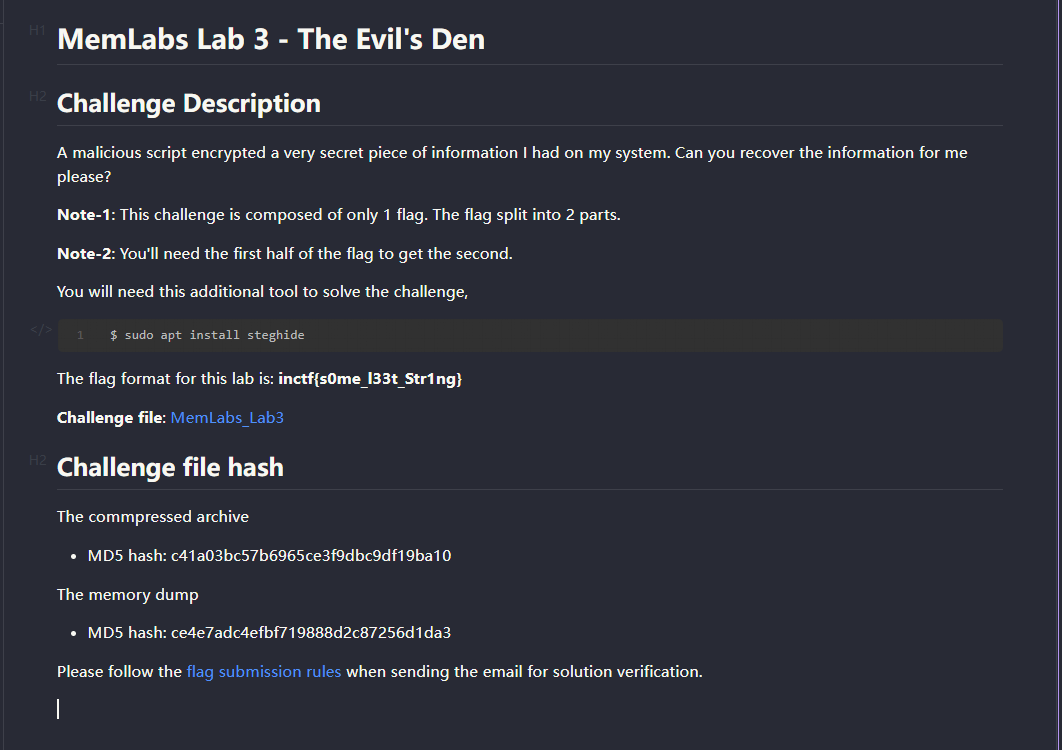 H1
MemLabs Lab 3 - The Evil's Den
H2
Challenge Description
A malicious script encrypted a very secret piece of information I had on my system. Can you recover the information for me
please?
Note-1: This challenge is composed of only 1 flag. The flag split into 2 parts.
Note-2: You'll need the first half of the flag to get the second.
You will need this additional tool to solve the challenge,
</>
1 $ sudo apt install steghide
The flag format for this lab is: inctf{s0me_l33t_Str1ng}
Challenge file: MemLabs_Lab3
H2
Challenge file hash
The commpressed archive
• MD5 hash: c41a03bc57b6965ce3f9dbc9df19ba10
The memory dump
• MD5 hash: ce4e7adc4efbf719888d2c87256d1da3
Please follow the flag submission rules when sending the email for solution verification.